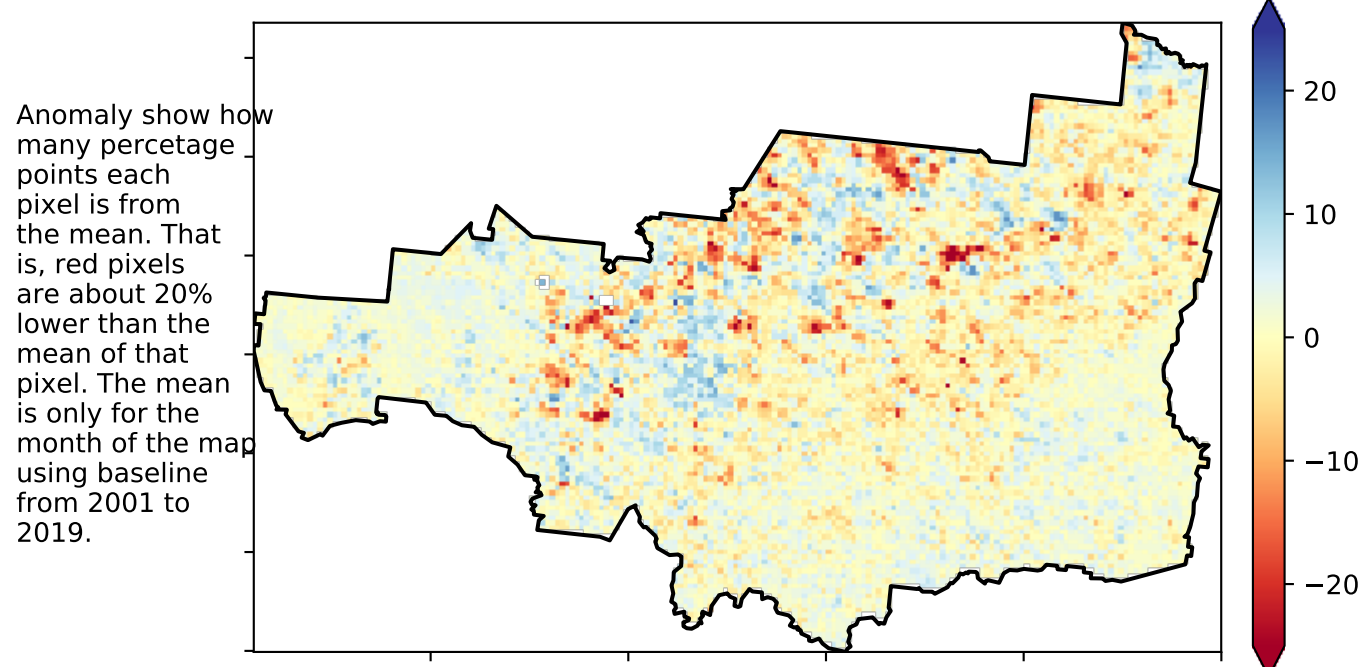 Anomaly show how
many percetage
points each
pixel is from
the mean. That
is, red pixels
are about 20%
lower than the
mean of that
pixel. The mean
is only for the
month of the map
using baseline
from 2001 to
2019.
20
10
0
−10
−20